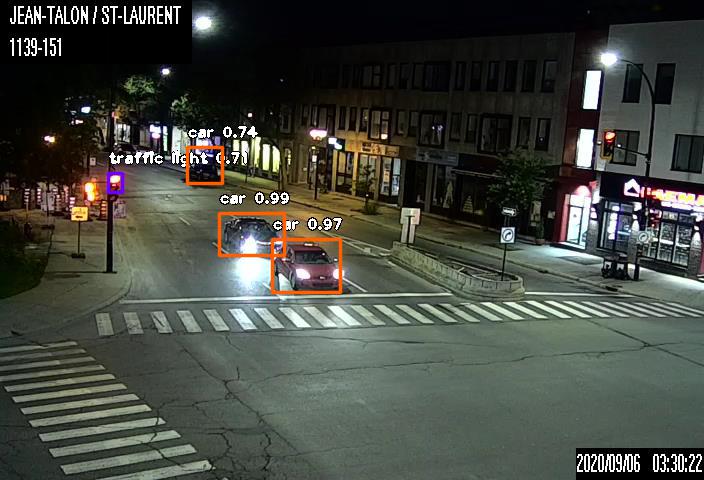 JEAN-TALON / ST-LAURENT
1139-151
car 0.74
traffic light 0.71
car 0.99
car 0.97
2020/09/06 03:30:22